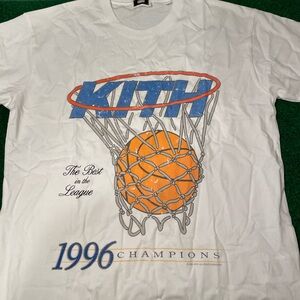 KITH
The Best
in the
League
1996 CHAMPIONS